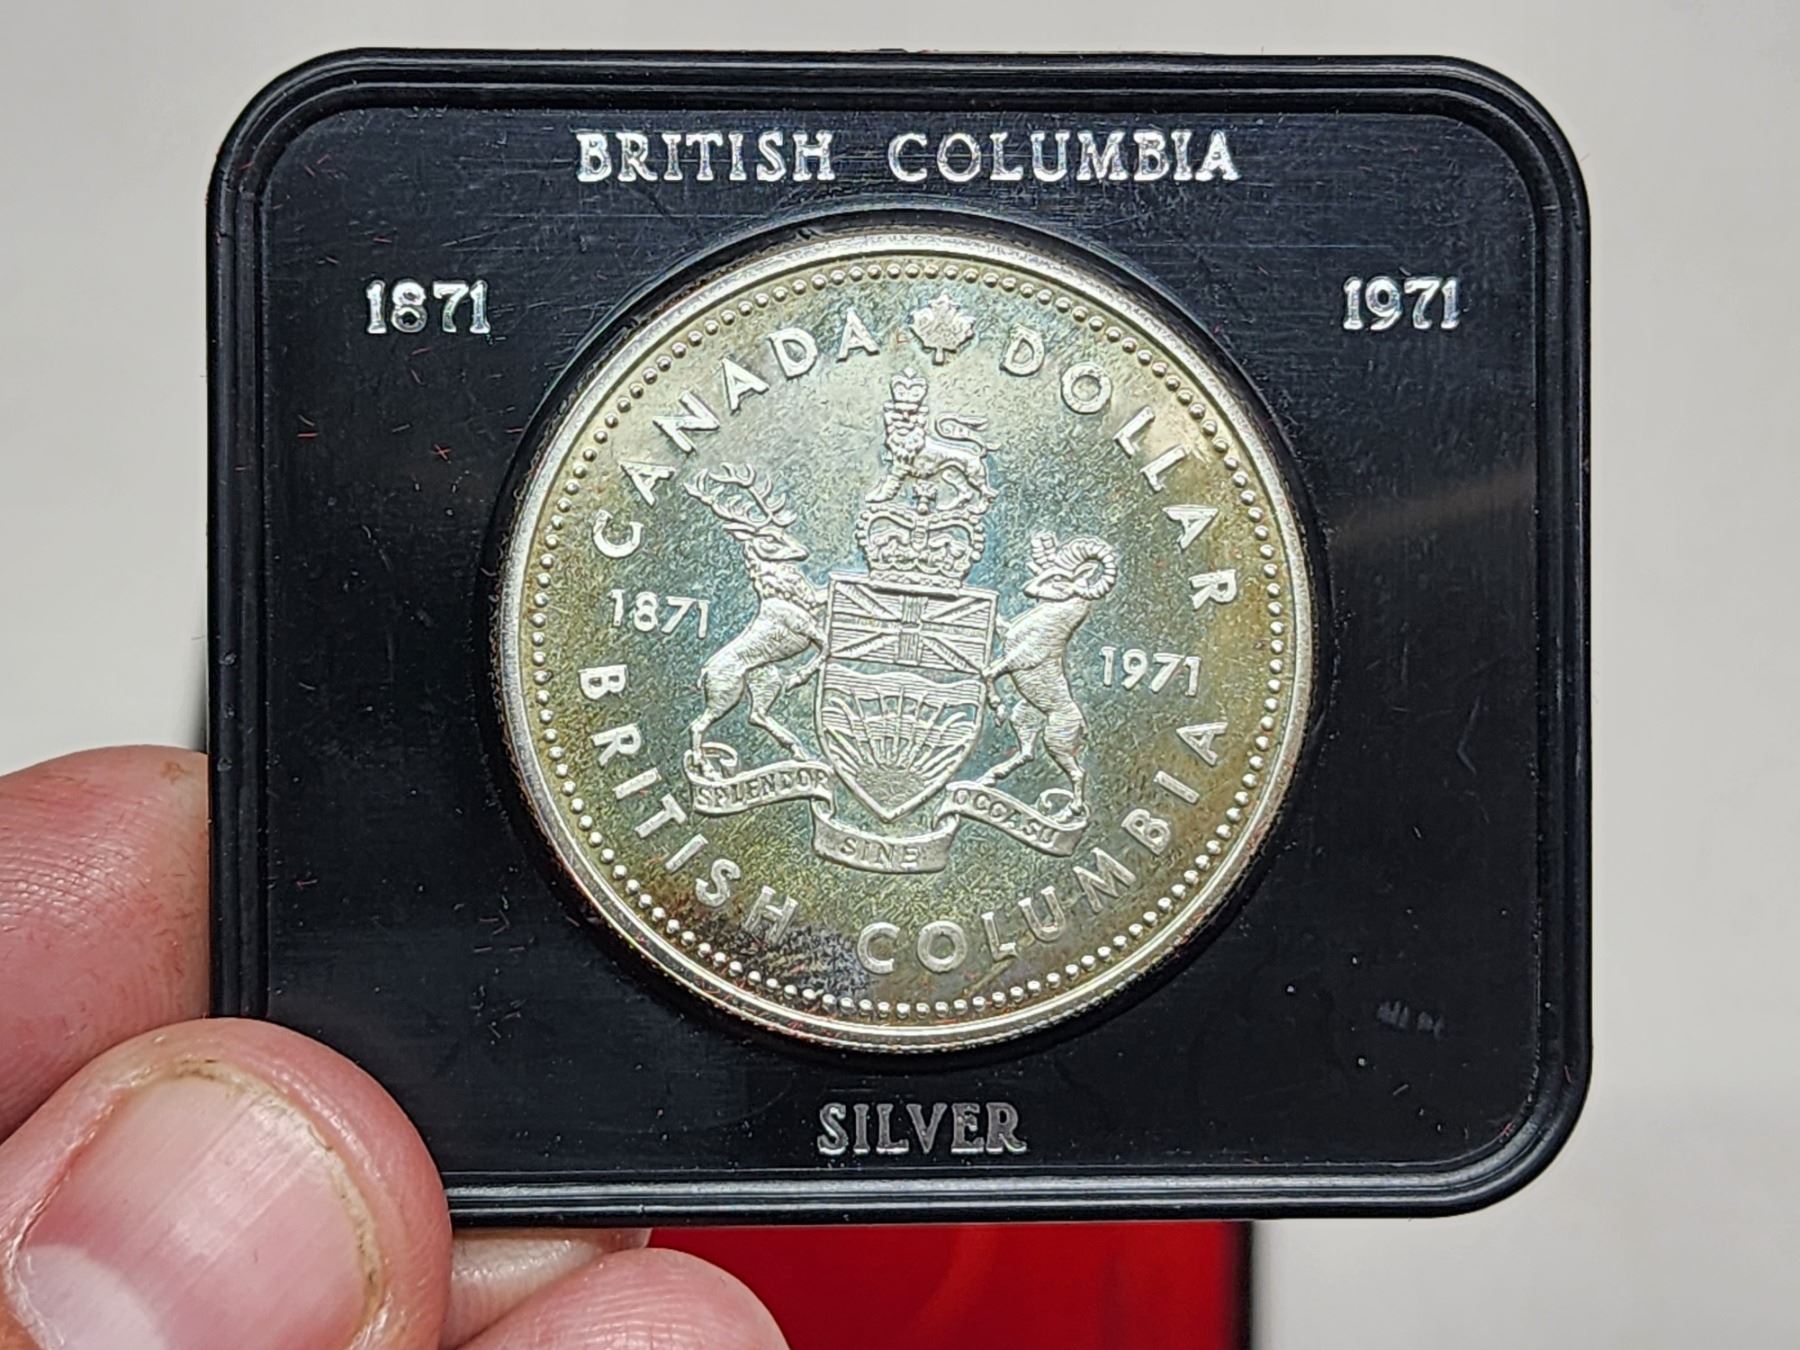 BRITISH COLUMBIA
1871
1971
CANADA DOLLAR
1871
1971
SPLENDOR SINE OCCASU
BRITISH COLUMBIA
SILVER